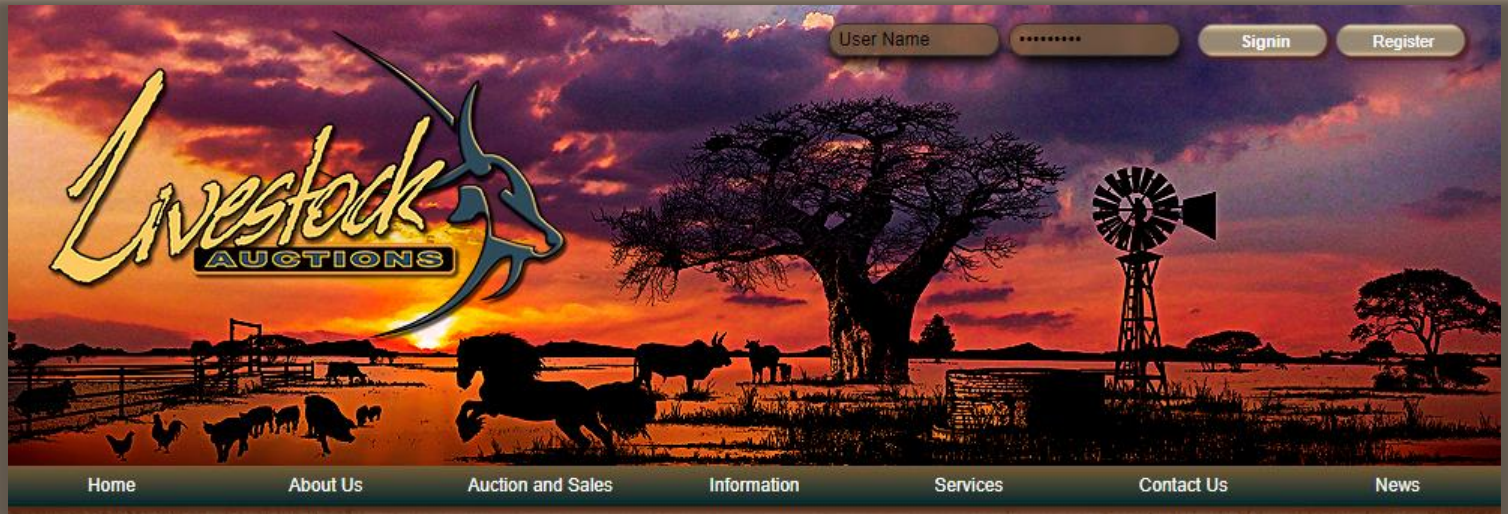 User Name ••••••••• Signin Register
Livestock
AUCTIONS
Home About Us Auction and Sales Information Services Contact Us News